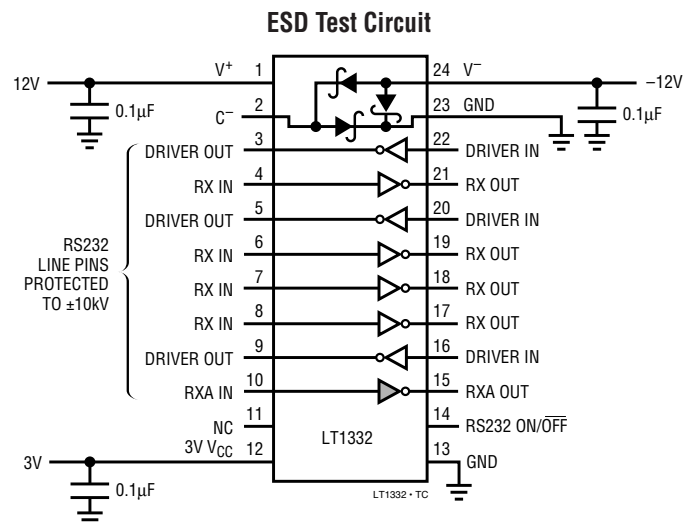 ESD Test Circuit
12V
V+ 1
24 V–
–12V
0.1µF
C– 2
23 GND
0.1µF
DRIVER OUT 3
22 DRIVER IN
RX IN 4
21 RX OUT
DRIVER OUT 5
20 DRIVER IN
RX IN 6
19 RX OUT
RS232
LINE PINS
PROTECTED
TO ±10kV
RX IN 7
18 RX OUT
RX IN 8
17 RX OUT
DRIVER OUT 9
16 DRIVER IN
RXA IN 10
15 RXA OUT
NC 11
14 RS232 ON/OFF
LT1332
3V
3V VCC 12
13 GND
0.1µF
LT1332 • TC